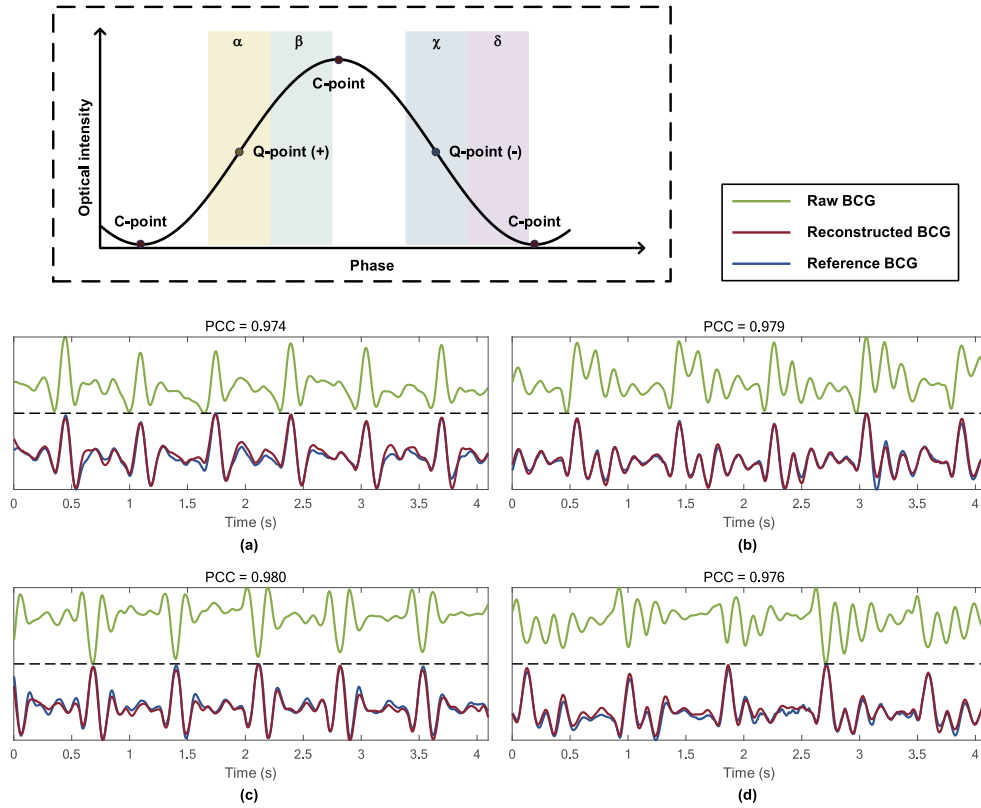 α β χ δ
C-point
Optical intensity
Q-point (+) Q-point (-)
C-point C-point
Phase
Raw BCG
Reconstructed BCG
Reference BCG
PCC = 0.974
0 0.5 1 1.5 2 2.5 3 3.5 4
Time (s)
(a)
PCC = 0.979
0 0.5 1 1.5 2 2.5 3 3.5 4
Time (s)
(b)
PCC = 0.980
0 0.5 1 1.5 2 2.5 3 3.5 4
Time (s)
(c)
PCC = 0.976
0 0.5 1 1.5 2 2.5 3 3.5 4
Time (s)
(d)